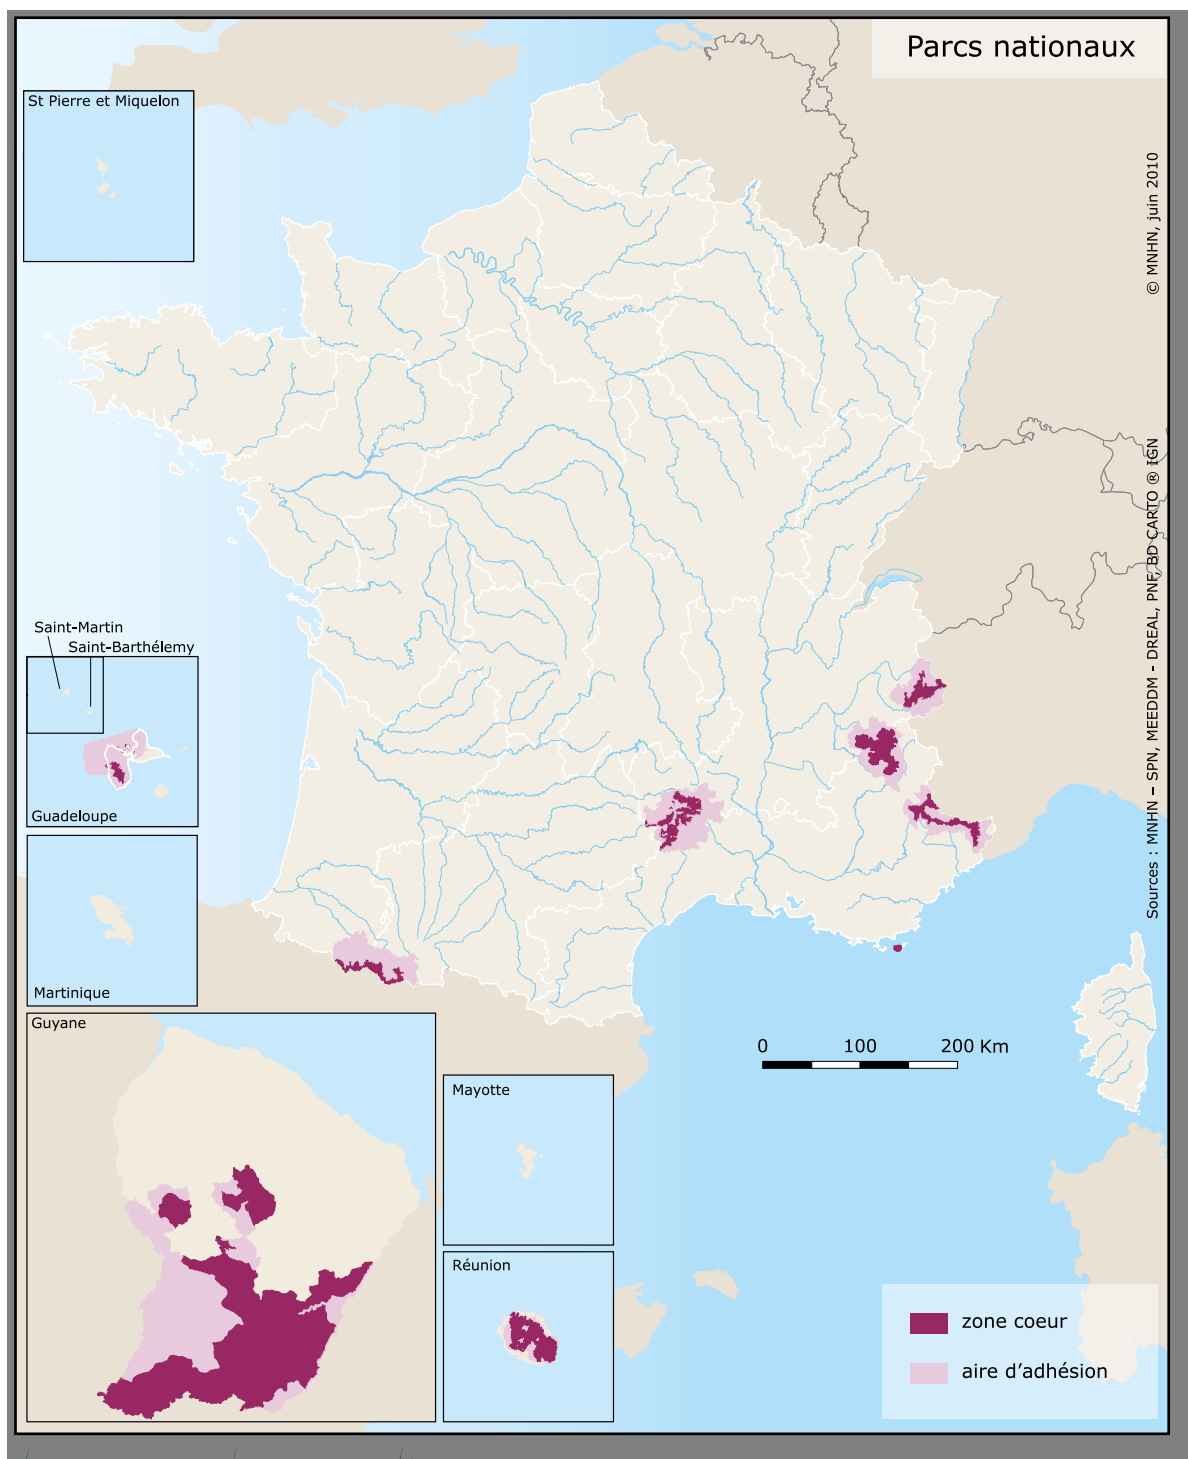 Parcs nationaux
St Pierre et Miquelon
© MNHN, juin 2010
Sources : MNHN – SPN, MEEDDM - DREAL, PNF, BD CARTO ® IGN
Saint-Martin
Saint-Barthélemy
Guadeloupe
Martinique
Guyane
0 100 200 Km
Mayotte
Réunion
zone coeur
aire d'adhésion